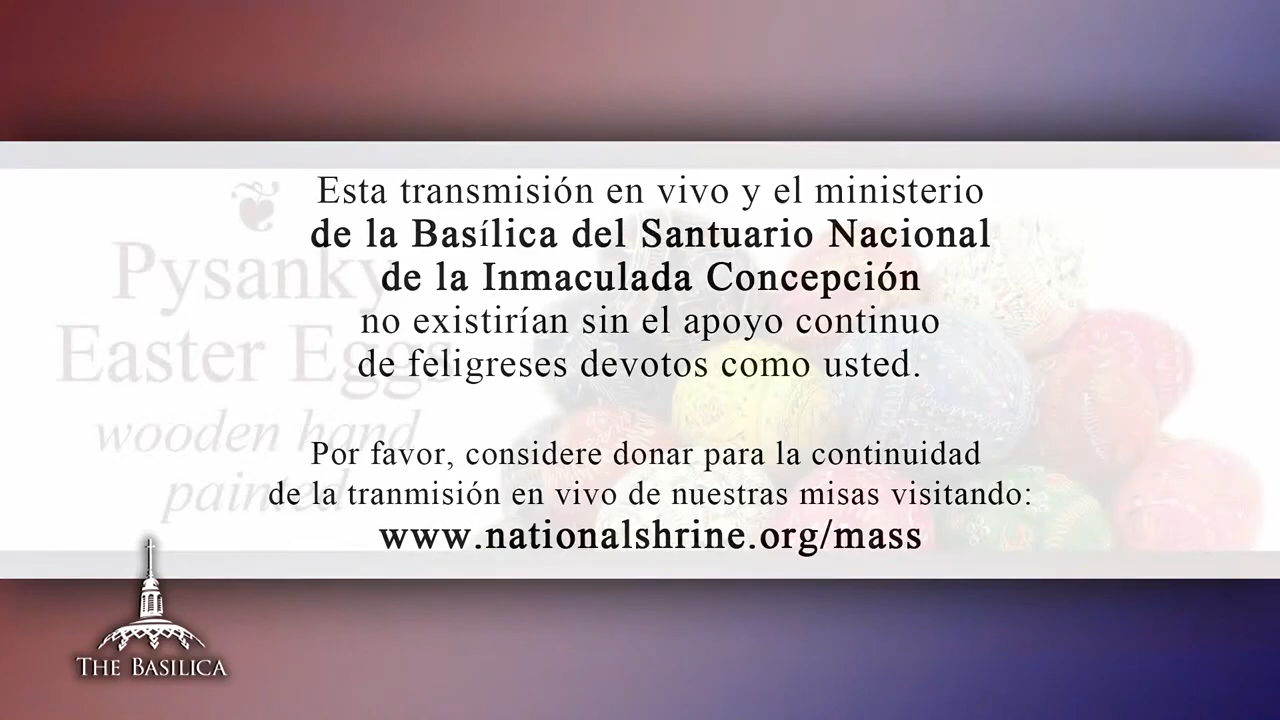 Esta transmisión en vivo y el ministerio
de la Basílica del Santuario Nacional
de la Inmaculada Concepción
no existirían sin el apoyo continuo
de feligreses devotos como usted.
Por favor, considere donar para la continuidad
de la tranmisión en vivo de nuestras misas visitando:
www.nationalshrine.org/mass
Pysanky
Easter Eggs
wooden hand
painted
THE BASILICA